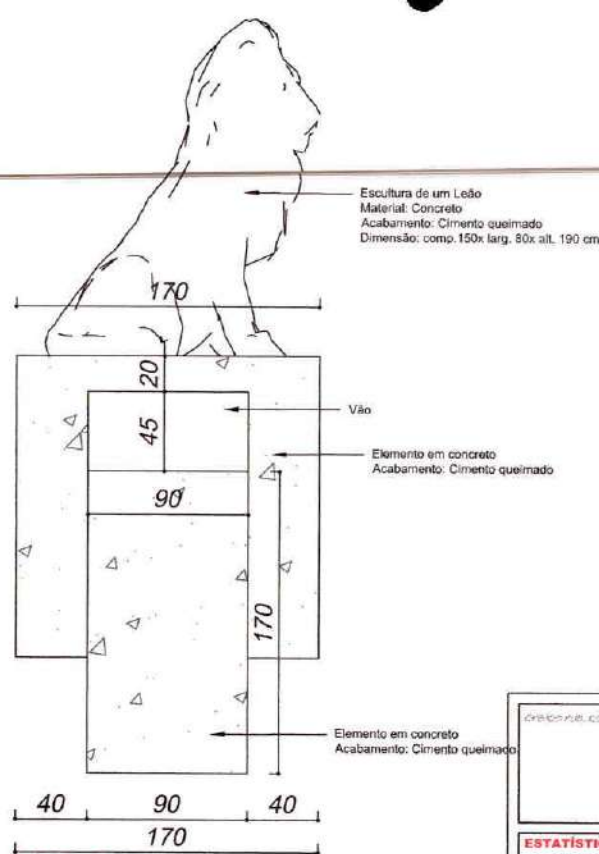 Escultura de um Leão
Material: Concreto
Acabamento: Cimento queimado
Dimensão: comp.150x larg. 80x alt. 190 cm
170
20
Vão
45
Elemento em concreto
Acabamento: Cimento queimado
90
170
Elemento em concreto
Acabamento: Cimento queimado
40 90 40
170